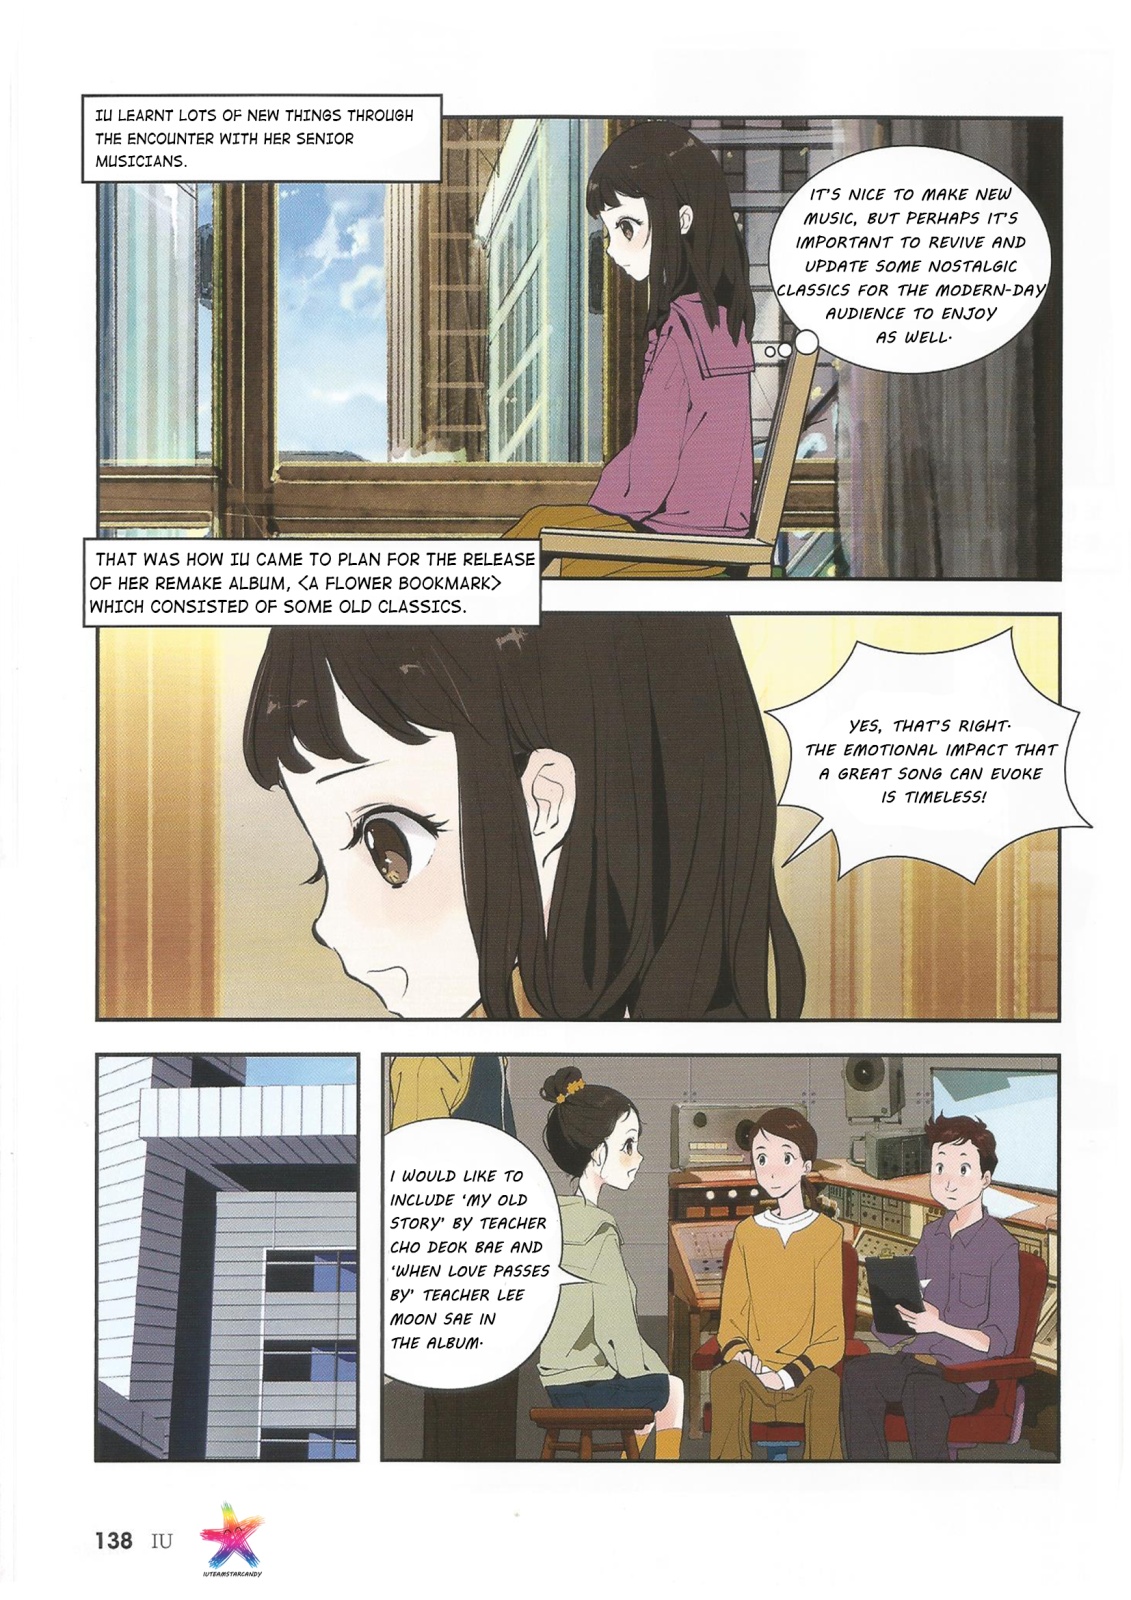 IU LEARNT LOTS OF NEW THINGS THROUGH
THE ENCOUNTER WITH HER SENIOR
MUSICIANS.
IT'S NICE TO MAKE NEW
MUSIC, BUT PERHAPS IT'S
IMPORTANT TO REVIVE AND
UPDATE SOME NOSTALGIC
CLASSICS FOR THE MODERN-DAY
AUDIENCE TO ENJOY
AS WELL.
THAT WAS HOW IU CAME TO PLAN FOR THE RELEASE
OF HER REMAKE ALBUM, <A FLOWER BOOKMARK>
WHICH CONSISTED OF SOME OLD CLASSICS.
YES, THAT'S RIGHT.
THE EMOTIONAL IMPACT THAT
A GREAT SONG CAN EVOKE
IS TIMELESS!
I WOULD LIKE TO
INCLUDE 'MY OLD
STORY' BY TEACHER
CHO DEOK BAE AND
'WHEN LOVE PASSES
BY' TEACHER LEE
MOON SAE IN
THE ALBUM.
138 IU
IUTEAMSTARCANDY